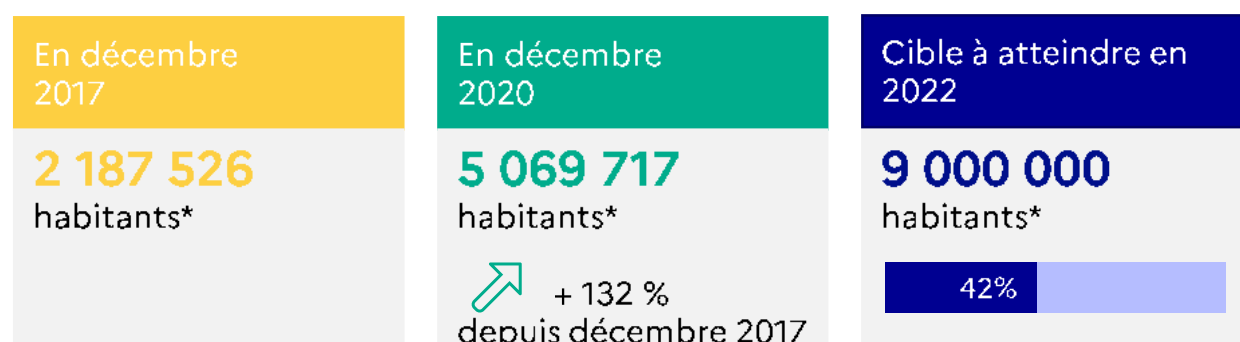 En décembre
2017
2 187 526
habitants*
En décembre
2020
5 069 717
habitants*
+ 132 %
depuis décembre 2017
Cible à atteindre en
2022
9 000 000
habitants*
42%